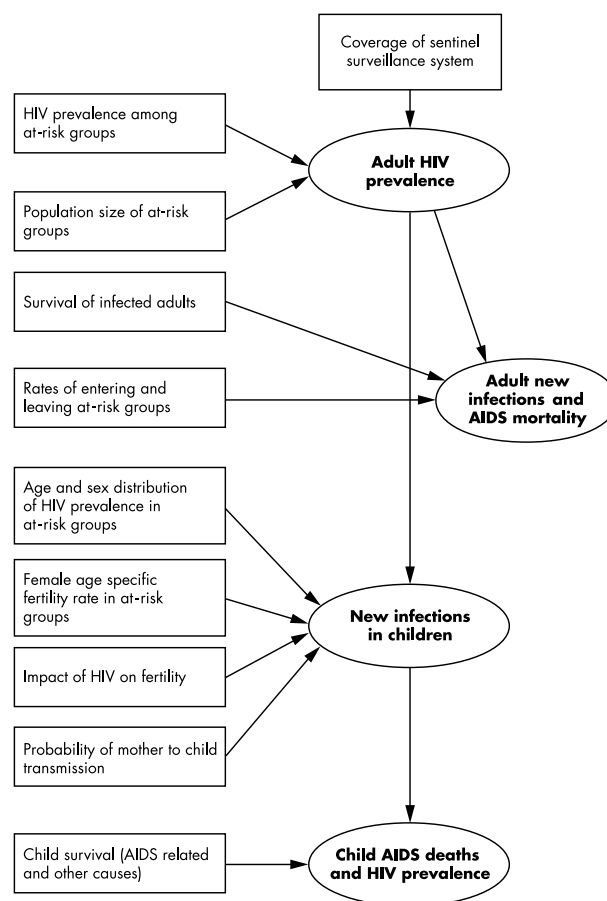 Coverage of sentinel
surveillance system
HIV prevalence among
at-risk groups
Adult HIV
prevalence
Population size of at-risk
groups
Survival of infected adults
Rates of entering and
leaving at-risk groups
Adult new
infections and
AIDS mortality
Age and sex distribution
of HIV prevalence in
at-risk groups
Female age specific
fertility rate in at-risk
groups
New infections
in children
Impact of HIV on fertility
Probability of mother to child
transmission
Child survival (AIDS related
and other causes)
Child AIDS deaths
and HIV prevalence